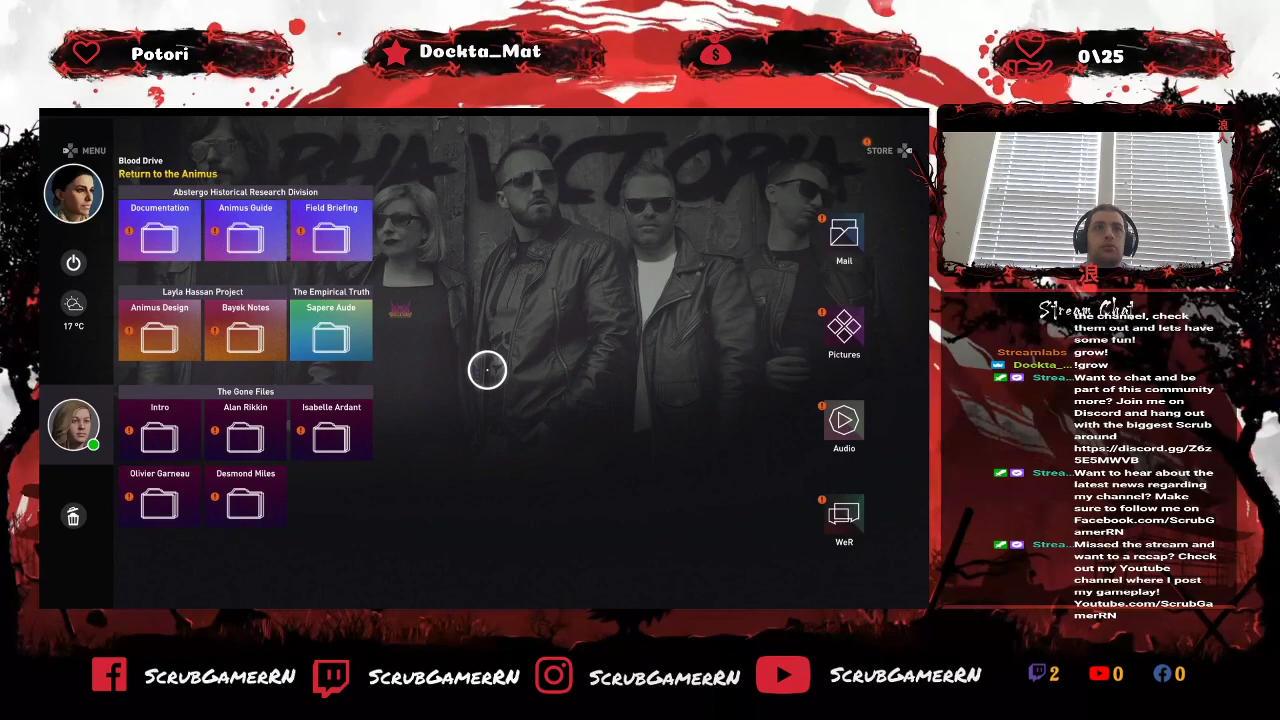 Potori
Dockta_Mat
0\25
MENU
STORE
Blood Drive
Return to the Animus
Abstergo Historical Research Division
Documentation
Animus Guide
Field Briefing
Layla Hassan Project
The Empirical Truth
Animus Design
Bayek Notes
Sapere Aude
The Gone Files
Intro
Alan Rikkin
Isabelle Ardant
Olivier Garneau
Desmond Miles
17 °C
Mail
Pictures
Audio
WeR
浪人
浪
Stream Chat
the channel, check
them out and lets have
some fun!
Streamlabs grow!
Dockta_... !grow
Strea... Want to chat and be
part of this community
more? Join me on
Discord and hang out
with the biggest Scrub
around
https://discord.gg/Z6z
5E5MWVB
Strea... Want to hear about the
latest news regarding
my channel? Make
sure to follow me on
Facebook.com/ScrubG
amerRN
Strea... Missed the stream and
want to a recap? Check
out my Youtube
channel where I post
my gameplay!
Youtube.com/ScrubGa
merRN
ScrubGamerRN
ScrubGamerRN
ScrubGamerRN
ScrubGamerRN
2
0
0